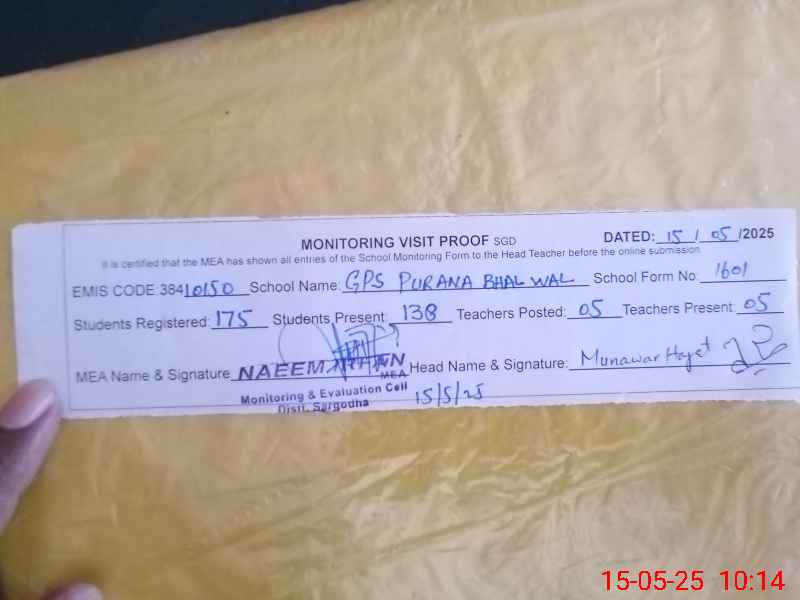 MONITORING VISIT PROOF SGD DATED: 15 / 05 /2025
It is certified that the MEA has shown all entries of the School Monitoring Form to the Head Teacher before the online submission
EMIS CODE:38410150 School Name: GPS PURANA BHALWAL School Form No: 1601
Students Registered: 175 Students Present: 138 Teachers Posted: 05 Teachers Present: 05
MEA Name & Signature NAEEM KHAN Head Name & Signature: Munawar Hayat
MEA
Monitoring & Evaluation Cell
Distt. Sargodha 15/5/25
15-05-25 10:14